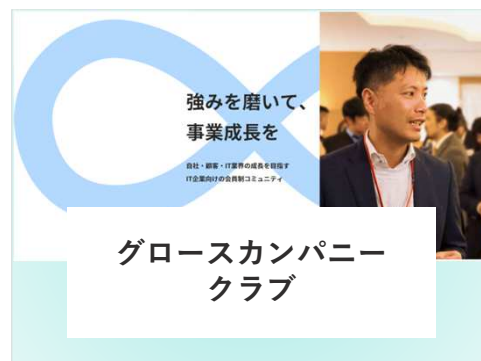 強みを磨いて、
事業成長を
自社・顧客・IT業界の成長を目指す
IT企業向けの会員制コミュニティ
グロースカンパニー
クラブ